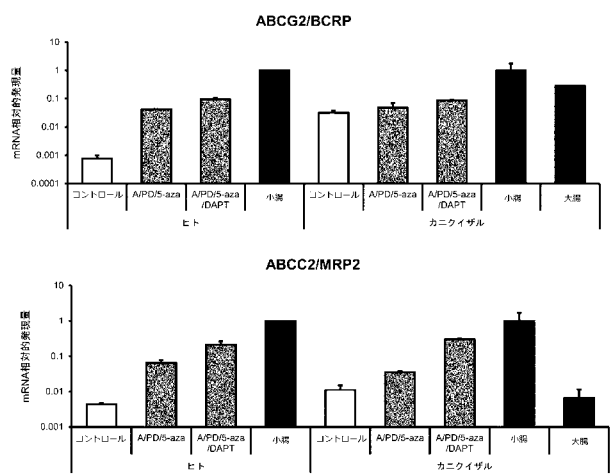 ABCG2/BCRP
mRNA相対的発現量
10
1
0.1
0.01
0.001
0.0001
コントロール A/PD/5-aza A/PD/5-aza/DAPT 小腸 コントロール A/PD/5-aza A/PD/5-aza/DAPT 小腸 大腸
ヒト カニクイザル
ABCC2/MRP2
mRNA相対的発現量
10
1
0.1
0.01
0.001
コントロール A/PD/5-aza A/PD/5-aza/DAPT 小腸 コントロール A/PD/5-aza A/PD/5-aza/DAPT 小腸 大腸
ヒト カニクイザル